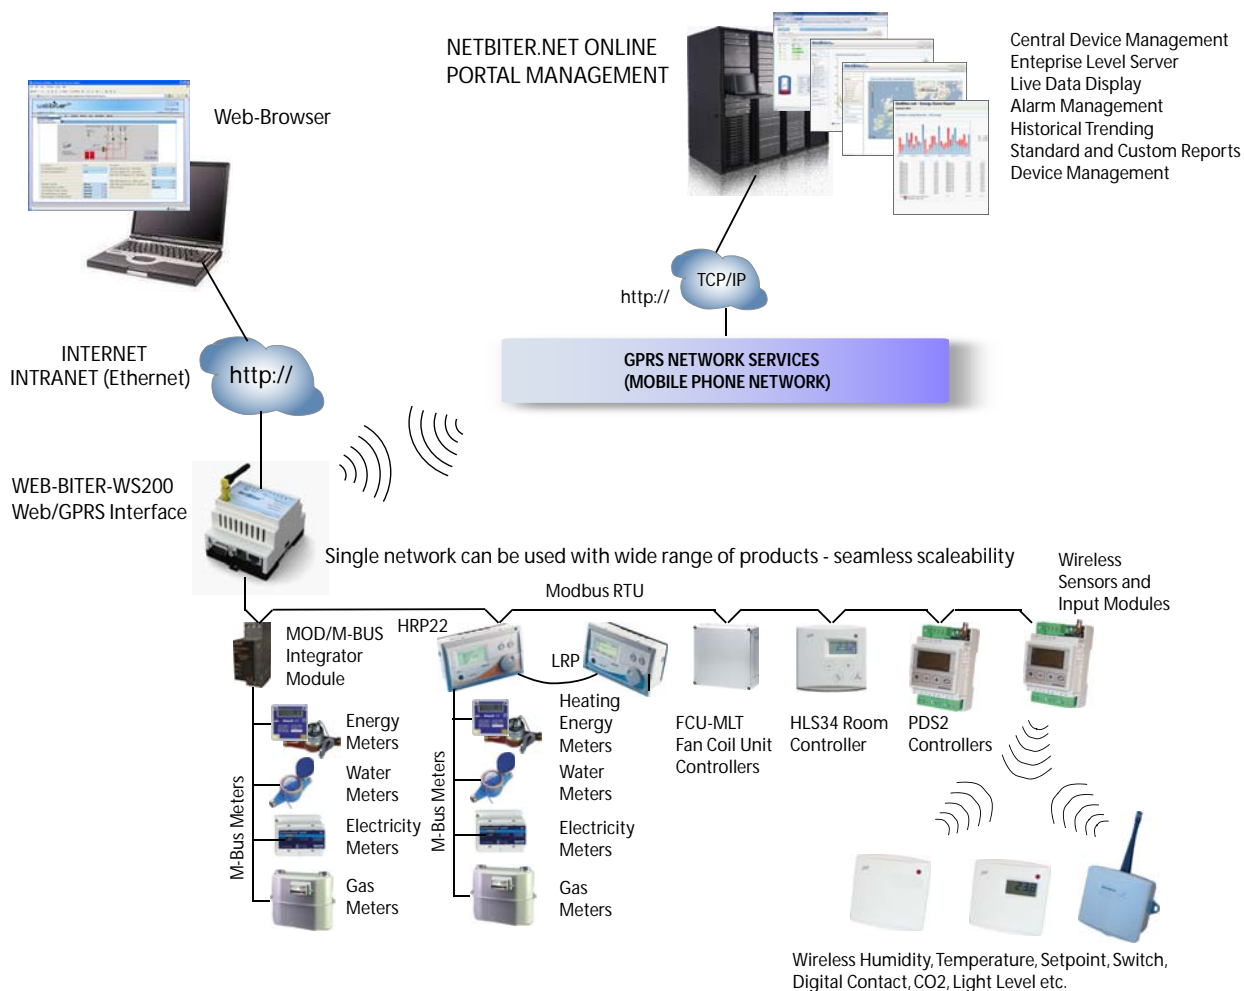 NETBITER.NET ONLINE
PORTAL MANAGEMENT
Central Device Management
Enteprise Level Server
Live Data Display
Alarm Management
Historical Trending
Standard and Custom Reports
Device Management
Web-Browser
TCP/IP
http://
GPRS NETWORK SERVICES
(MOBILE PHONE NETWORK)
INTERNET
INTRANET (Ethernet)
http://
WEB-BITER-WS200
Web/GPRS Interface
Single network can be used with wide range of products - seamless scaleability
Modbus RTU
Wireless
Sensors and
Input Modules
MOD/M-BUS
Integrator
Module
HRP22
LRP
FCU-MLT
Fan Coil Unit
Controllers
HLS34 Room
Controller
PDS2
Controllers
M-Bus Meters
Energy
Meters
Water
Meters
Electricity
Meters
Gas
Meters
M-Bus Meters
Heating
Energy
Meters
Water
Meters
Electricity
Meters
Gas
Meters
Wireless Humidity, Temperature, Setpoint, Switch,
Digital Contact, CO2, Light Level etc.